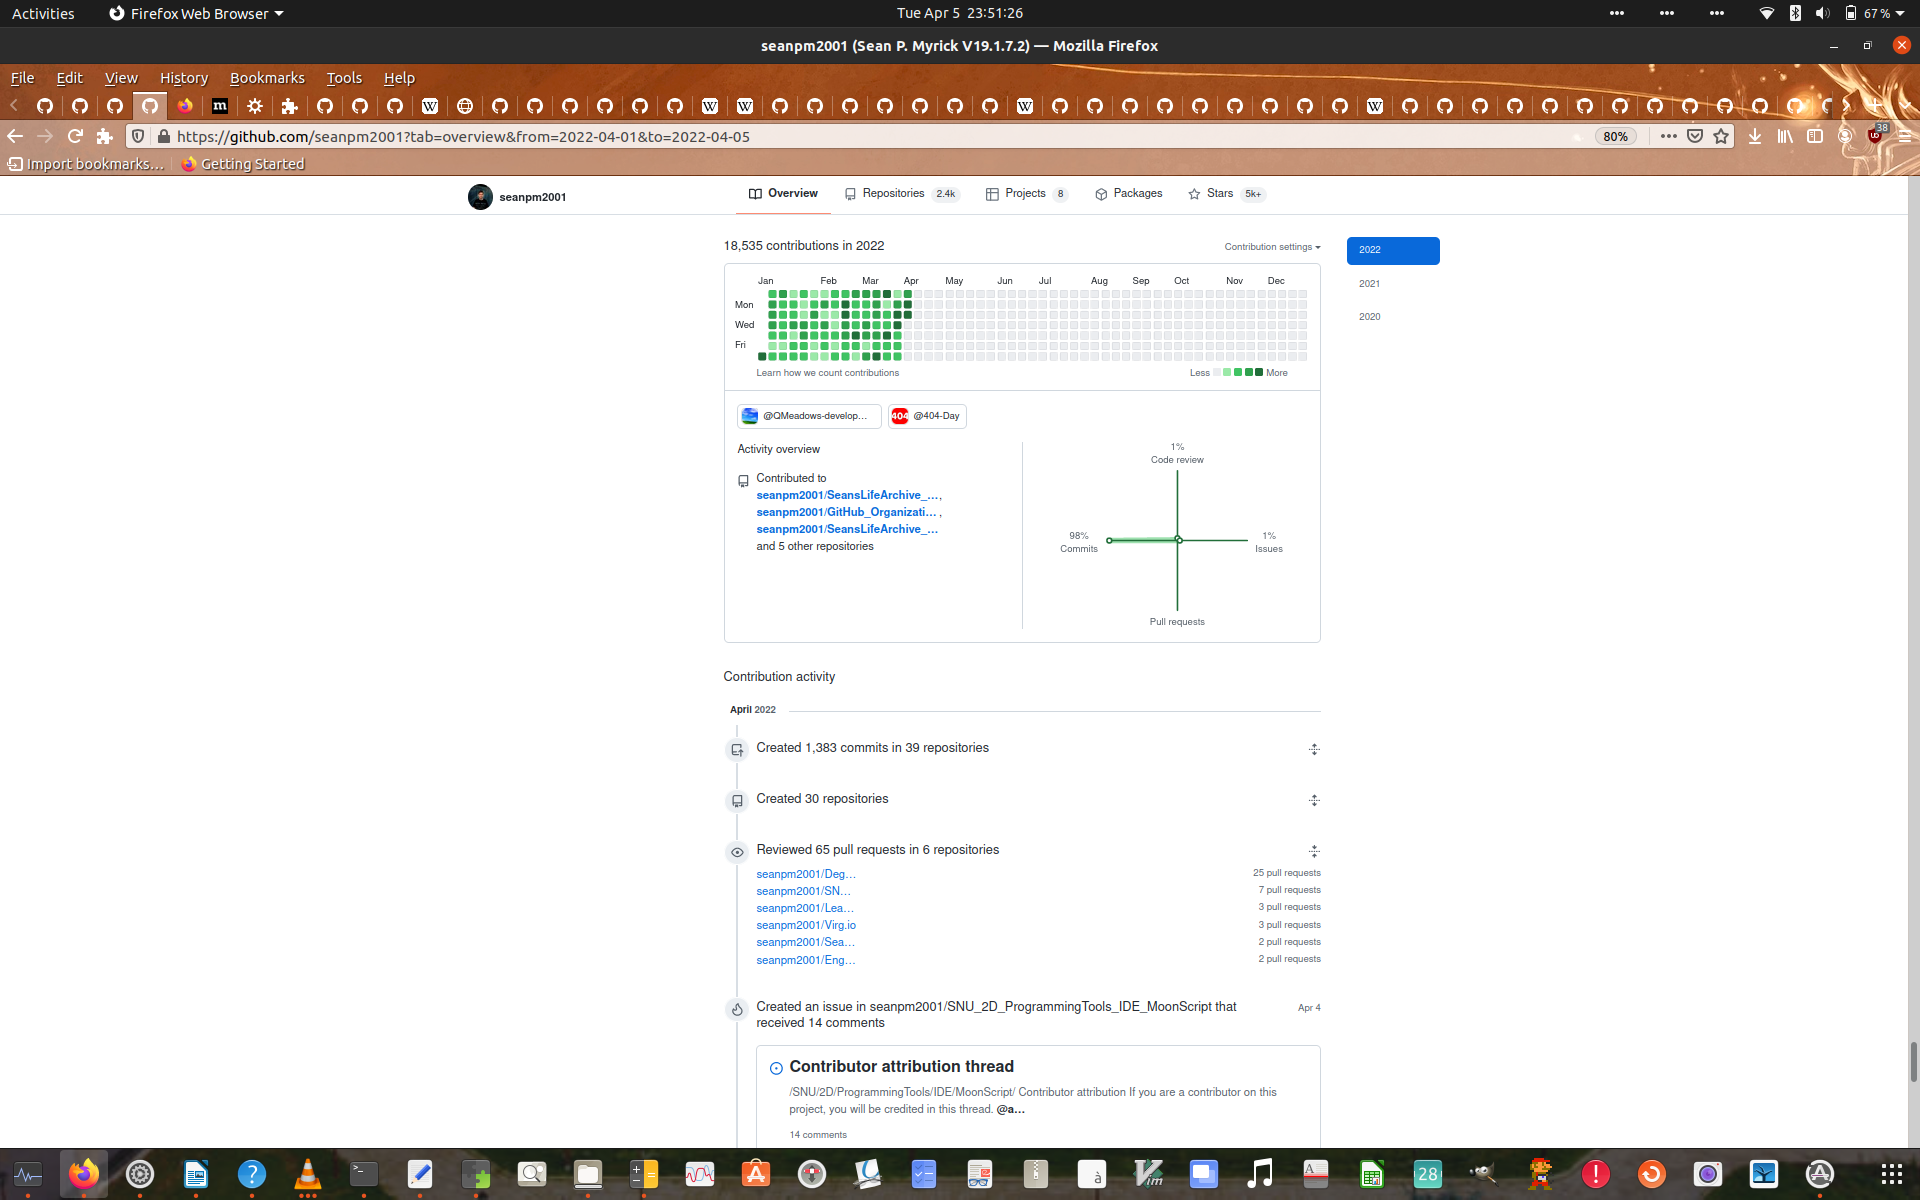 Activities
Firefox Web Browser
Tue Apr 5 23:51:26
67 %
seanpm2001 (Sean P. Myrick V19.1.7.2) — Mozilla Firefox
File Edit View History Bookmarks Tools Help
https://github.com/seanpm2001?tab=overview&from=2022-04-01&to=2022-04-05
80%
38
Import bookmarks...
Getting Started
seanpm2001
Overview
Repositories 2.4k
Projects 8
Packages
Stars 5k+
18,535 contributions in 2022
Contribution settings
2022
2021
2020
Jan Feb Mar Apr May Jun Jul Aug Sep Oct Nov Dec
Mon
Wed
Fri
Learn how we count contributions
Less
More
@QMeadows-develop...
404 @404-Day
Activity overview
Contributed to
seanpm2001/SeansLifeArchive_...,
seanpm2001/GitHub_Organizati... ,
seanpm2001/SeansLifeArchive_...
and 5 other repositories
1%
Code review
98%
Commits
1%
Issues
Pull requests
Contribution activity
April 2022
Created 1,383 commits in 39 repositories
Created 30 repositories
Reviewed 65 pull requests in 6 repositories
seanpm2001/Deg... 25 pull requests
seanpm2001/SN... 7 pull requests
seanpm2001/Lea... 3 pull requests
seanpm2001/Virg.io 3 pull requests
seanpm2001/Sea... 2 pull requests
seanpm2001/Eng... 2 pull requests
Created an issue in seanpm2001/SNU_2D_ProgrammingTools_IDE_MoonScript that
received 14 comments
Apr 4
Contributor attribution thread
/SNU/2D/ProgrammingTools/IDE/MoonScript/ Contributor attribution If you are a contributor on this
project, you will be credited in this thread. @a...
14 comments
28